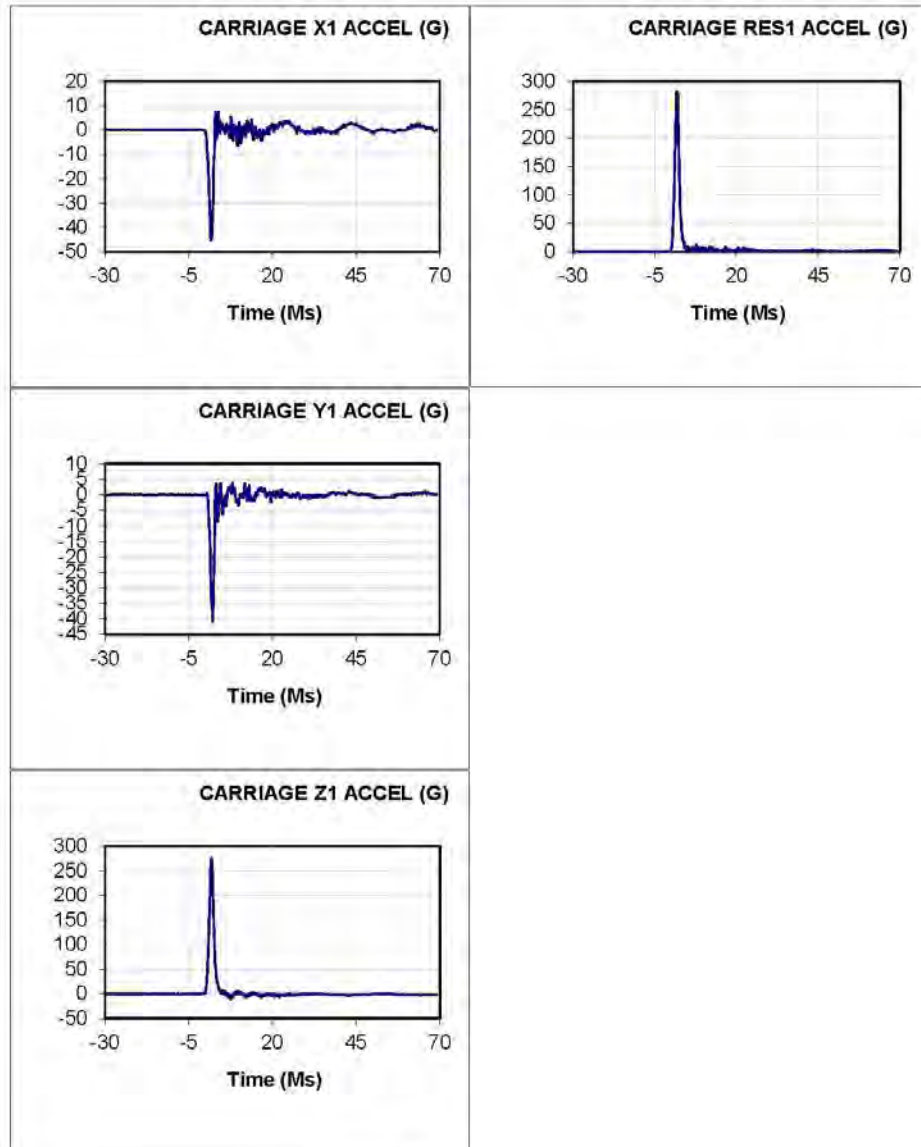 CARRIAGE X1 ACCEL (G)
20
10
0
-10
-20
-30
-40
-50
-30 -5 20 45 70
Time (Ms)
CARRIAGE RES1 ACCEL (G)
300
250
200
150
100
50
0
-30 -5 20 45 70
Time (Ms)
CARRIAGE Y1 ACCEL (G)
10
5
0
-5
-10
-15
-20
-25
-30
-35
-40
-45
-30 -5 20 45 70
Time (Ms)
CARRIAGE Z1 ACCEL (G)
300
250
200
150
100
50
0
-50
-30 -5 20 45 70
Time (Ms)